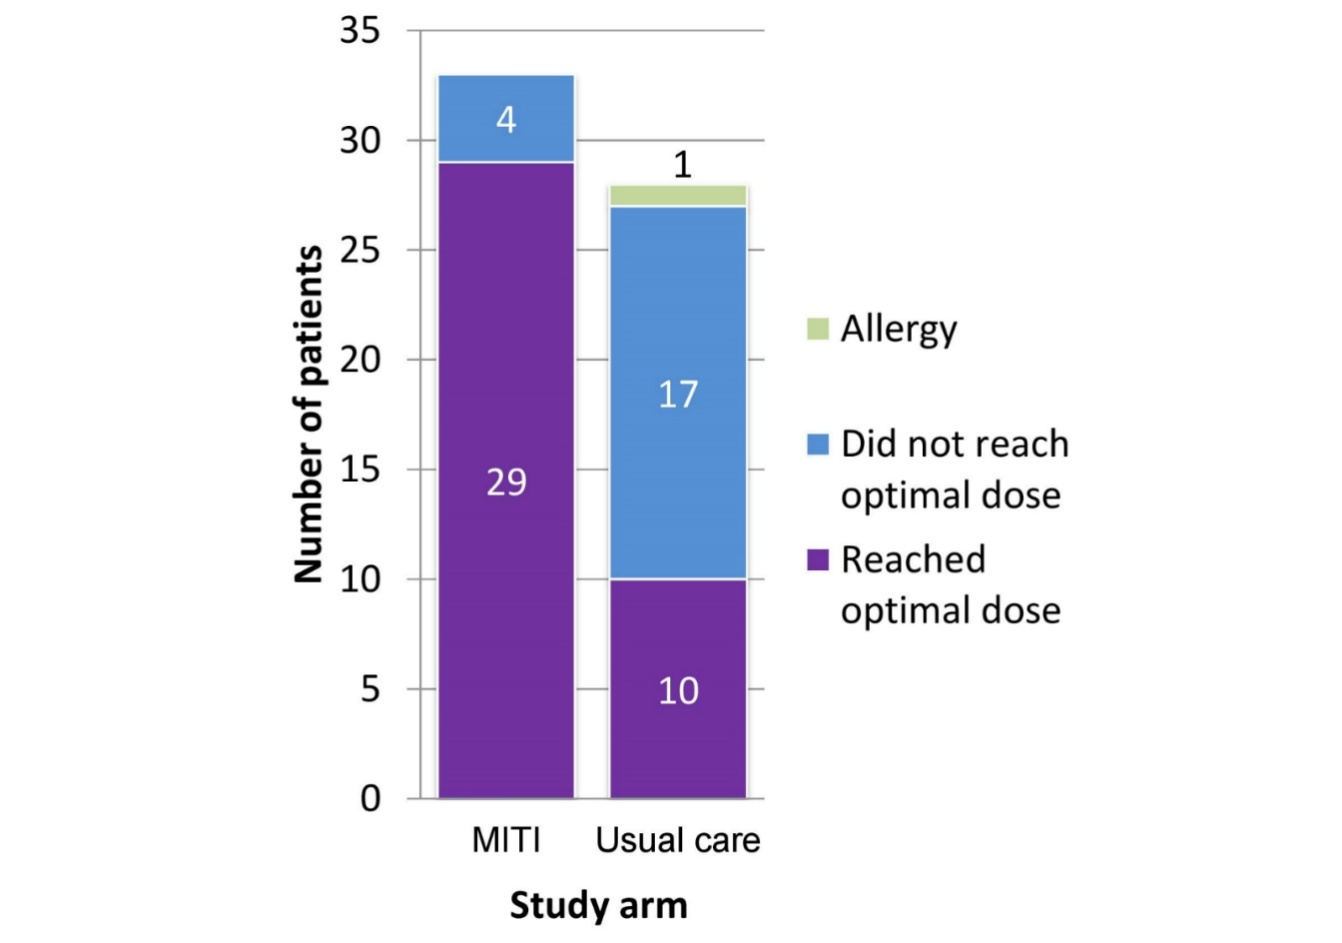 35
30
25
20
15
10
5
0
Number of patients
4
29
1
17
10
MITI
Usual care
Study arm
Allergy
Did not reach
optimal dose
Reached
optimal dose